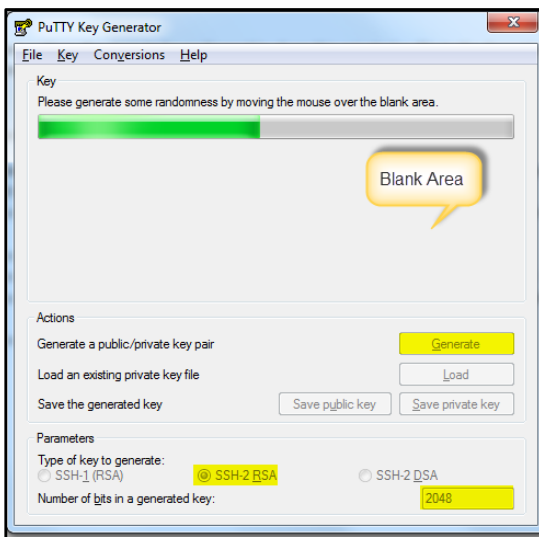 PuTTY Key Generator
File Key Conversions Help
Key
Please generate some randomness by moving the mouse over the blank area.
Blank Area
Actions
Generate a public/private key pair Generate
Load an existing private key file Load
Save the generated key Save public key Save private key
Parameters
Type of key to generate:
SSH-1 (RSA) SSH-2 RSA SSH-2 DSA
Number of bits in a generated key: 2048